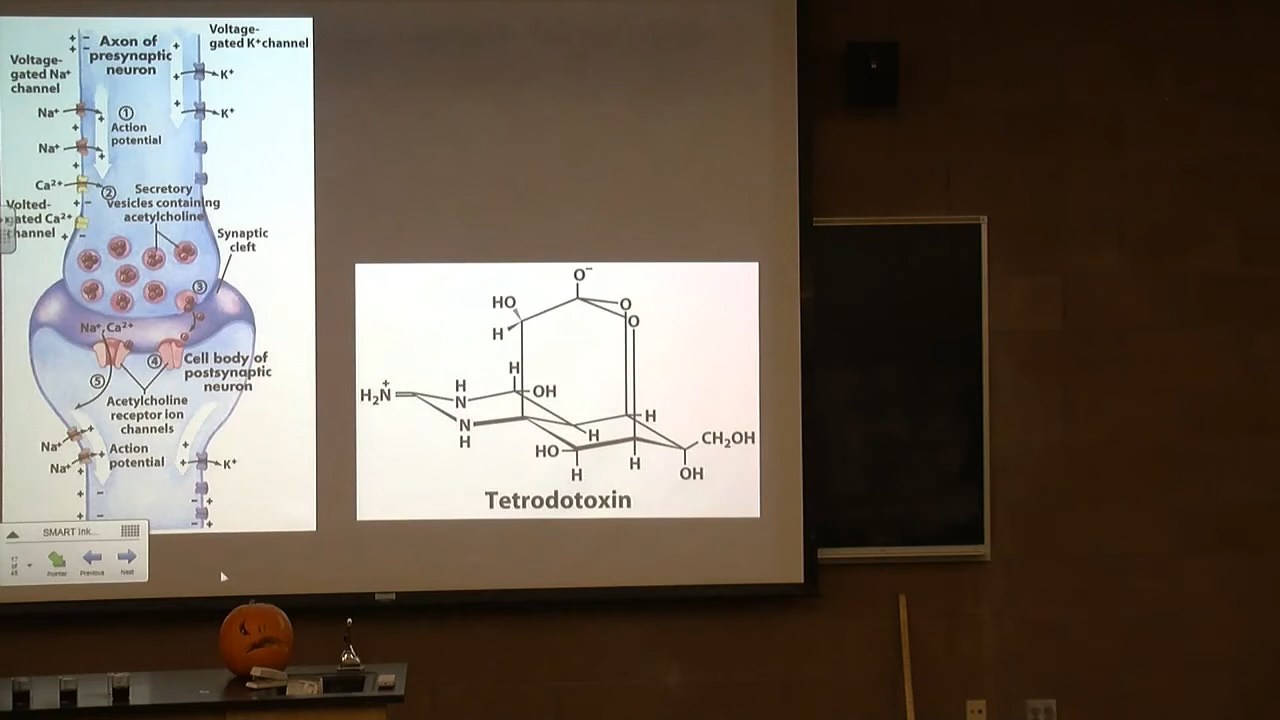 Voltage-
gated K⁺channel
Axon of
presynaptic
neuron
Voltage-
gated Na⁺
channel
K⁺
Na⁺
K⁺
①
Action
potential
Na⁺
Ca²⁺
②
Secretory
vesicles containing
acetylcholine
Volted-
gated Ca²⁺
channel
Synaptic
cleft
③
Na⁺, Ca²⁺
④
Cell body of
postsynaptic
neuron
⑤
Acetylcholine
receptor ion
channels
Na⁺
Action
potential
Na⁺
K⁺
O⁻
HO
O
O
H
H
OH
H₂N⁺
H
N
N
H
H
H
HO
CH₂OH
H
H
OH
Tetrodotoxin
SMART Ink...
17
of
Pointer
Previous
Next